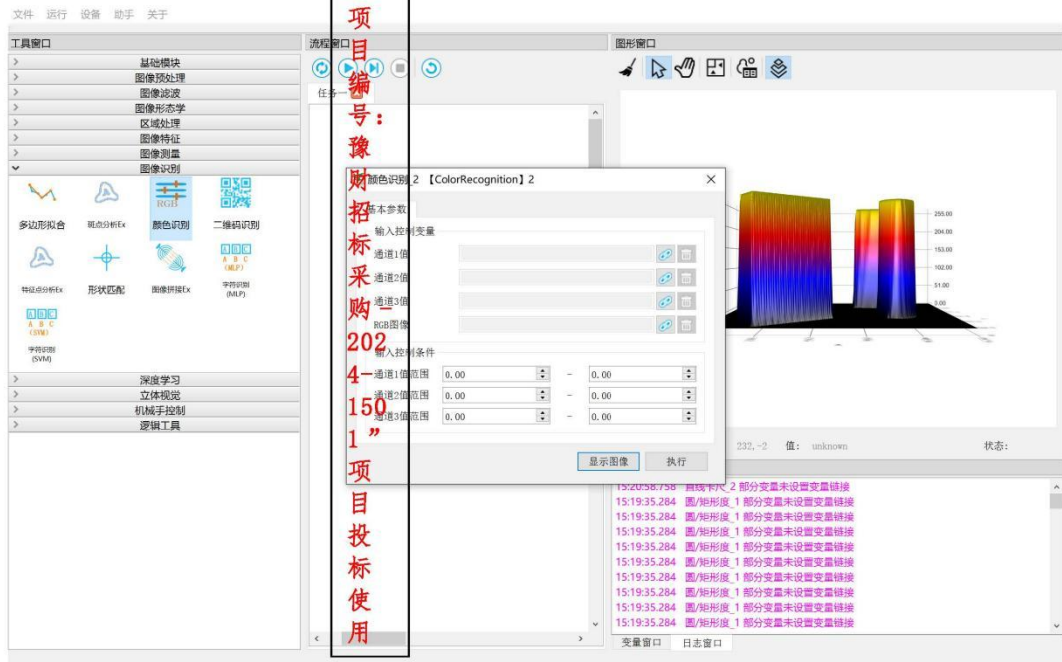 文件 运行 设备 助手 关于
工具窗口
基础模块
图像预处理
图像滤波
图像形态学
区域处理
图像特征
图像测量
图像识别
RGB
多边形拟合 斑点分析Ex 颜色识别 二维码识别
A B C
A B C
(MLP)
特征点分析Ex 形状匹配 图像拼接Ex 字符识别
(MLP)
A B C
A B C
(SVM)
字符识别
(SVM)
深度学习
立体视觉
机械手控制
逻辑工具
流程窗口
任务一
项
目
编
号：
豫
财
招
标
采
购-
202
4-
150
1”
项
目
投
标
使
用
颜色识别_2 【ColorRecognition】2
基本参数
输入控制变量
通道1值
通道2值
通道3值
RGB图像
输入控制条件
通道1值范围 0.00 - 0.00
通道2值范围 0.00 - 0.00
通道3值范围 0.00 - 0.00
显示图像 执行
图形窗口
255.00
204.00
153.00
102.00
51.00
0.00
232,-2 值: unknown 状态:
15:20:58.758 直线卡尺_2 部分变量未设置变量链接
15:19:35.284 圆/矩形度_1 部分变量未设置变量链接
15:19:35.284 圆/矩形度_1 部分变量未设置变量链接
15:19:35.284 圆/矩形度_1 部分变量未设置变量链接
15:19:35.284 圆/矩形度_1 部分变量未设置变量链接
15:19:35.284 圆/矩形度_1 部分变量未设置变量链接
15:19:35.284 圆/矩形度_1 部分变量未设置变量链接
15:19:35.284 圆/矩形度_1 部分变量未设置变量链接
15:19:35.284 圆/矩形度_1 部分变量未设置变量链接
15:19:35.284 圆/矩形度_1 部分变量未设置变量链接
变量窗口 日志窗口